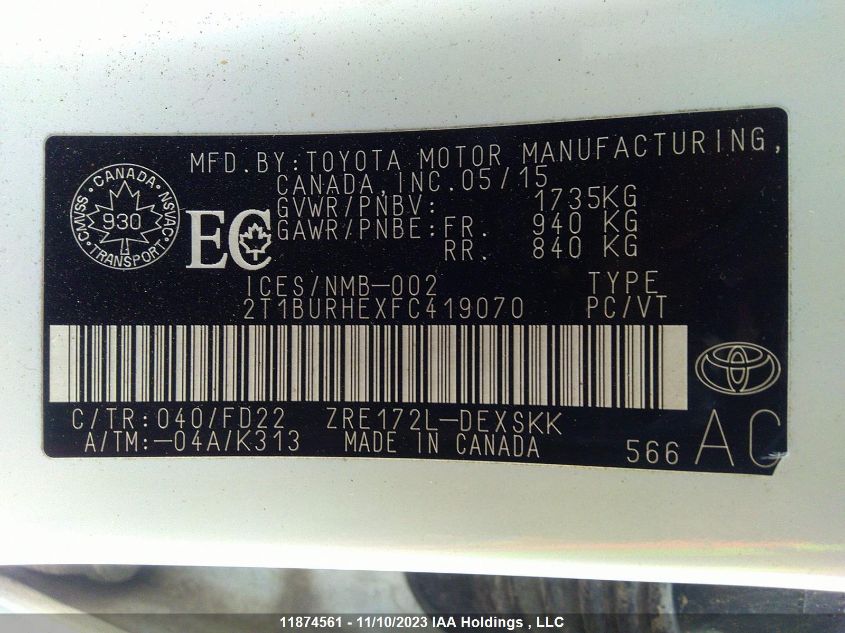 MFD.BY:TOYOTA MOTOR MANUFACTURING,
CANADA,INC.05/15
GVWR/PNBV: 1735KG
GAWR/PNBE:FR. 940 KG
RR. 840 KG
CANADA
CMVSS 930 NSVAC
TRANSPORT
EC
ICES/NMB-002 TYPE
2T1BURHEXFC419070 PC/VT
C/TR:040/FD22 ZRE172L-DEXSKK
A/TM:-04A/K313 MADE IN CANADA 566 AC
11874561 - 11/10/2023 IAA Holdings , LLC